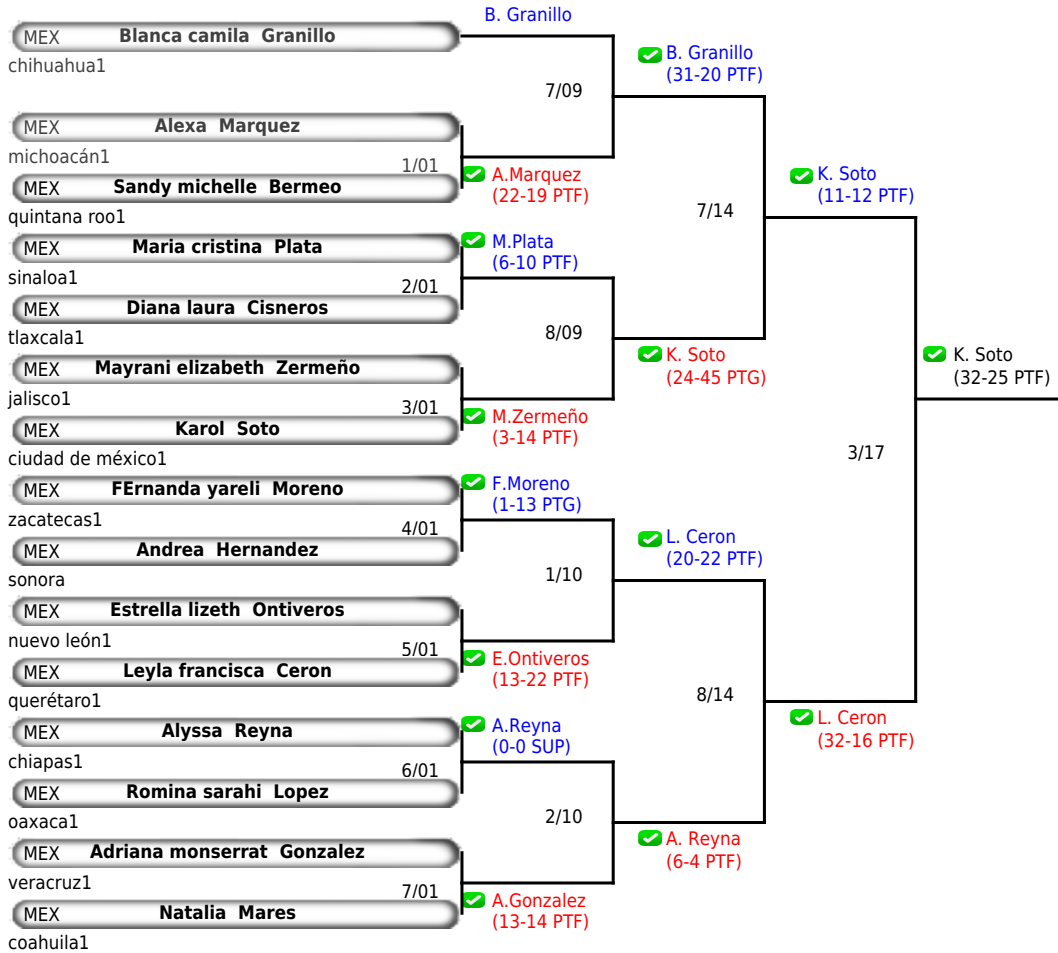 B. Granillo
MEX Blanca camila Granillo
chihuahua1
B. Granillo
(31-20 PTF)
7/09
MEX Alexa Marquez
michoacán1
1/01
A.Marquez
(22-19 PTF)
MEX Sandy michelle Bermeo
quintana roo1
K. Soto
(11-12 PTF)
7/14
MEX Maria cristina Plata
sinaloa1
M.Plata
(6-10 PTF)
2/01
MEX Diana laura Cisneros
tlaxcala1
8/09
K. Soto
(24-45 PTG)
MEX Mayrani elizabeth Zermeño
jalisco1
3/01
M.Zermeño
(3-14 PTF)
MEX Karol Soto
ciudad de méxico1
K. Soto
(32-25 PTF)
3/17
MEX FErnanda yareli Moreno
zacatecas1
F.Moreno
(1-13 PTG)
4/01
MEX Andrea Hernandez
sonora
L. Ceron
(20-22 PTF)
1/10
MEX Estrella lizeth Ontiveros
nuevo león1
5/01
E.Ontiveros
(13-22 PTF)
MEX Leyla francisca Ceron
querétaro1
8/14
L. Ceron
(32-16 PTF)
MEX Alyssa Reyna
chiapas1
A.Reyna
(0-0 SUP)
6/01
MEX Romina sarahi Lopez
oaxaca1
2/10
A. Reyna
(6-4 PTF)
MEX Adriana monserrat Gonzalez
veracruz1
7/01
A.Gonzalez
(13-14 PTF)
MEX Natalia Mares
coahuila1